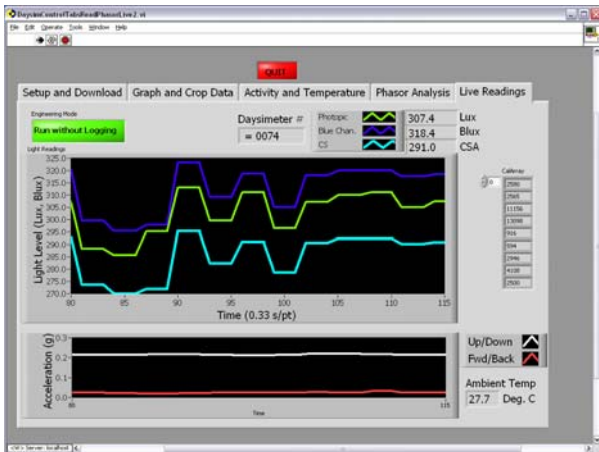 DaysimControlTabsReadPhasorLive2.vi
File Edit Operate Tools Window Help
QUIT
Setup and Download Graph and Crop Data Activity and Temperature Phasor Analysis Live Readings
Engineering Mode
Run without Logging
Daysimeter #
= 0074
Photopic 307.4 Lux
Blue Chan. 318.4 Blux
CS 291.0 CSA
Light Readings
325.0
320.0
315.0
310.0
305.0
300.0
295.0
290.0
285.0
280.0
275.0
270.0
Light Level (Lux, Blux)
80 85 90 95 100 105 110 115
Time (0.33 s/pt)
0
2580
2565
11156
916
594
2946
2500
0.3
0.2
0.1
0.0
Acceleration (g)
80 115
Time
Up/Down
Fwd/Back
Ambient Temp
27.7 Deg. C
Server: localhost